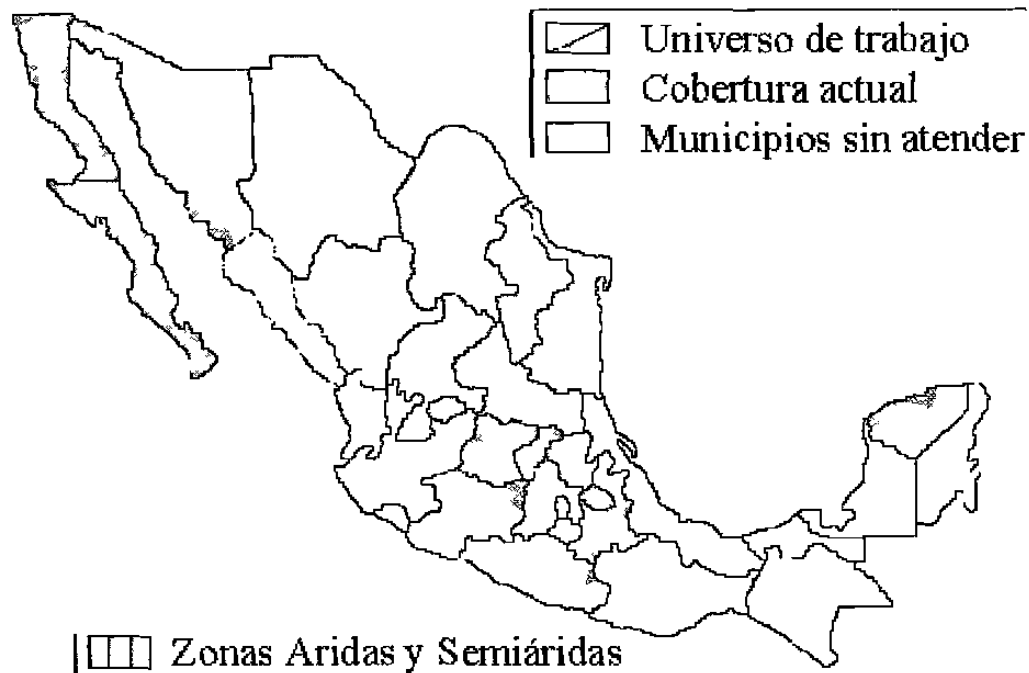 Universo de trabajo
Cobertura actual
Municipios sin atender
Zonas Aridas y Semiáridas